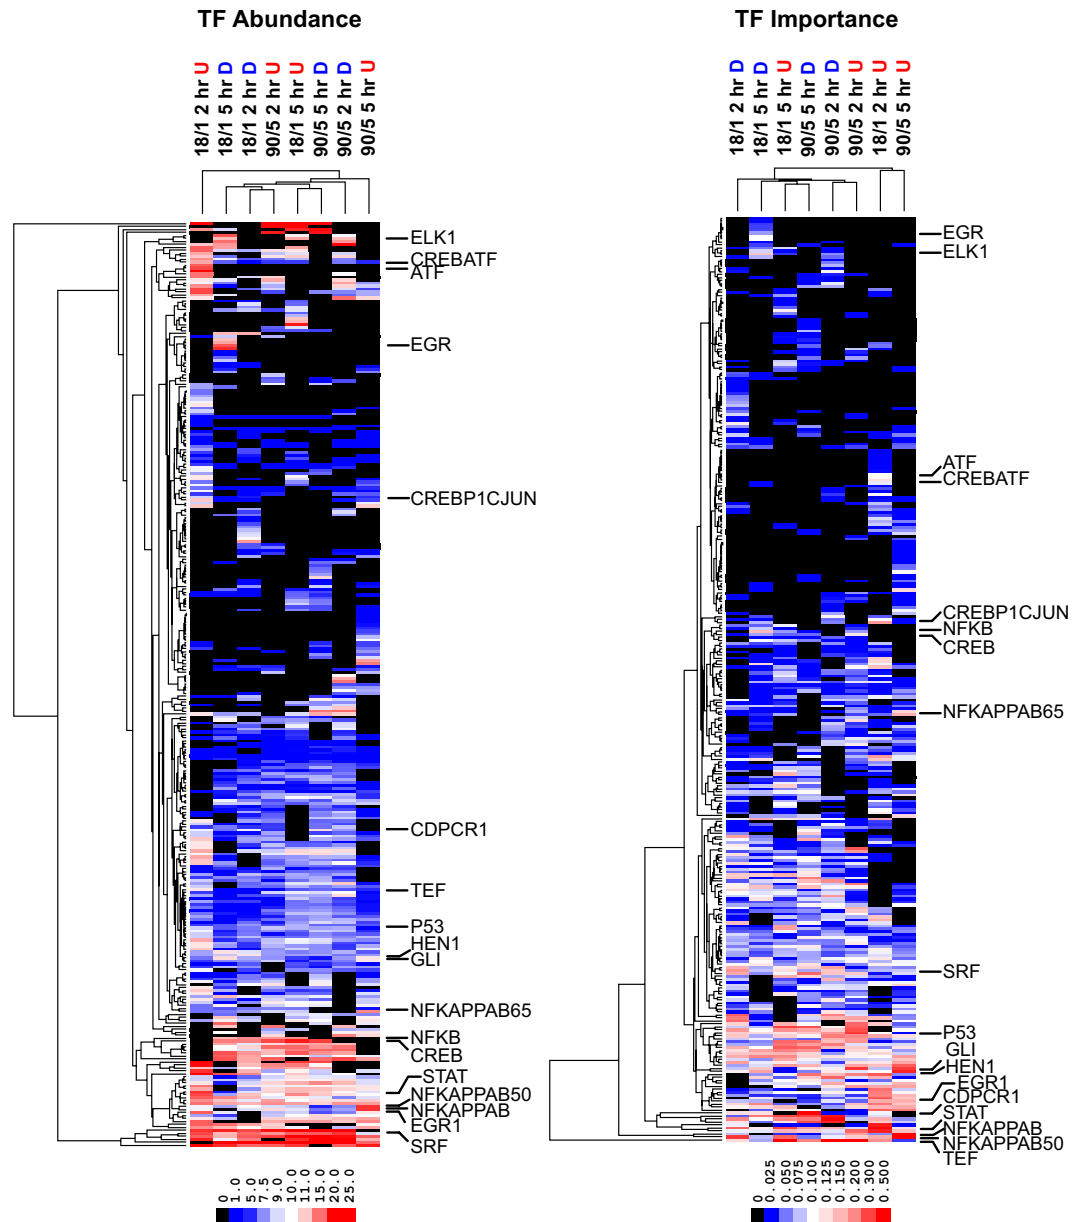 TF Abundance
TF Importance
18/1 2 hr U
18/1 5 hr D
18/1 2 hr D
90/5 2 hr U
18/1 5 hr U
90/5 5 hr D
90/5 2 hr D
90/5 5 hr U
18/1 2 hr D
18/1 5 hr D
18/1 5 hr U
90/5 5 hr D
90/5 2 hr D
90/5 2 hr U
18/1 2 hr U
90/5 5 hr U
ELK1
CREBATF
ATF
EGR
CREBP1CJUN
CDPCR1
TEF
P53
HEN1
GLI
NFKAPPAB65
NFKB
CREB
STAT
NFKAPPAB50
NFKAPPAB
EGR1
SRF
EGR
ELK1
ATF
CREBATF
CREBP1CJUN
NFKB
CREB
NFKAPPAB65
SRF
P53
GLI
HEN1
EGR1
CDPCR1
STAT
NFKAPPAB
NFKAPPAB50
TEF
0
1.0
5.0
7.5
9.0
10.0
11.0
15.0
20.0
25.0
0
0.025
0.050
0.075
0.100
0.125
0.150
0.200
0.300
0.500